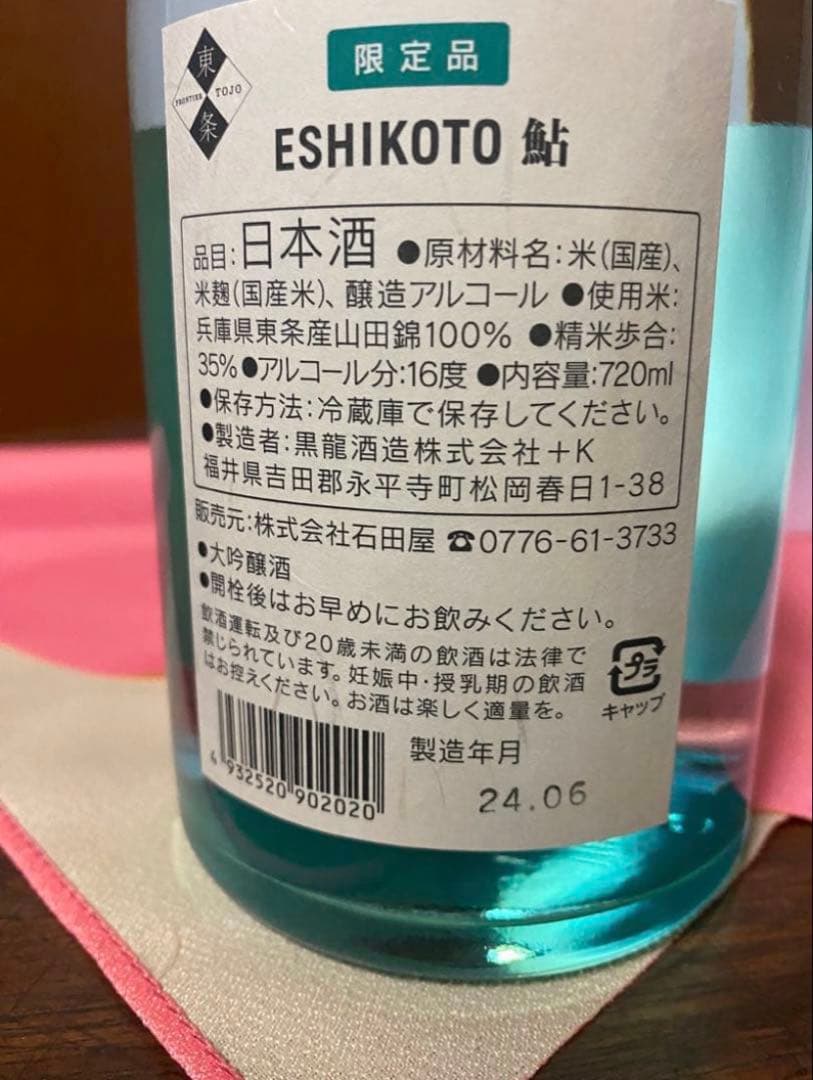 東
FRONTIER TOJO
条
限定品
ESHIKOTO 鮎
品目:日本酒 ●原材料名:米(国産)、
米麹(国産米)、醸造アルコール ●使用米:
兵庫県東条産山田錦100% ●精米歩合:
35% ●アルコール分:16度 ●内容量:720ml
●保存方法:冷蔵庫で保存してください。
●製造者:黒龍酒造株式会社+K
福井県吉田郡永平寺町松岡春日1-38
販売元:株式会社石田屋 ☎0776-61-3733
●大吟醸酒
●開栓後はお早めにお飲みください。
飲酒運転及び20歳未満の飲酒は法律で
禁じられています。妊娠中・授乳期の飲酒
はお控えください。お酒は楽しく適量を。
プラ
キャップ
4 932520 902020
製造年月
24.06